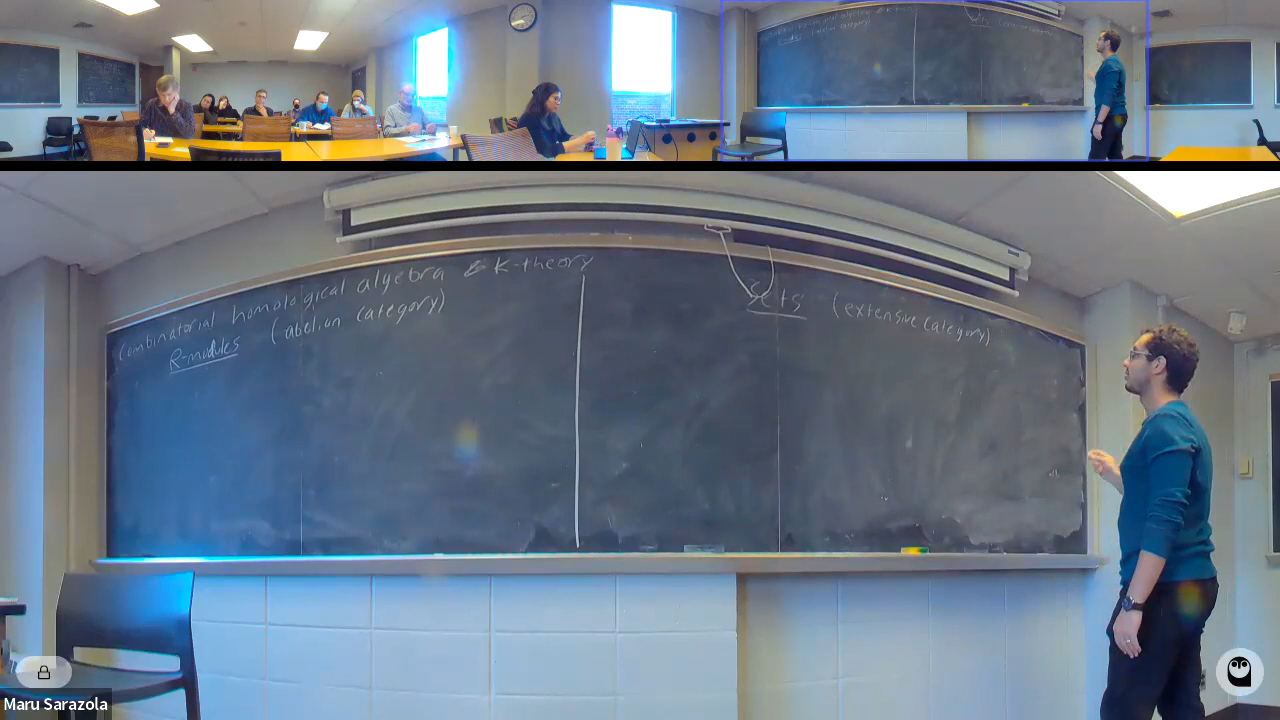 Combinatorial homological algebra & K-theory
R-modules (abelian category)
Sets (extensive category)
Maru Sarazola